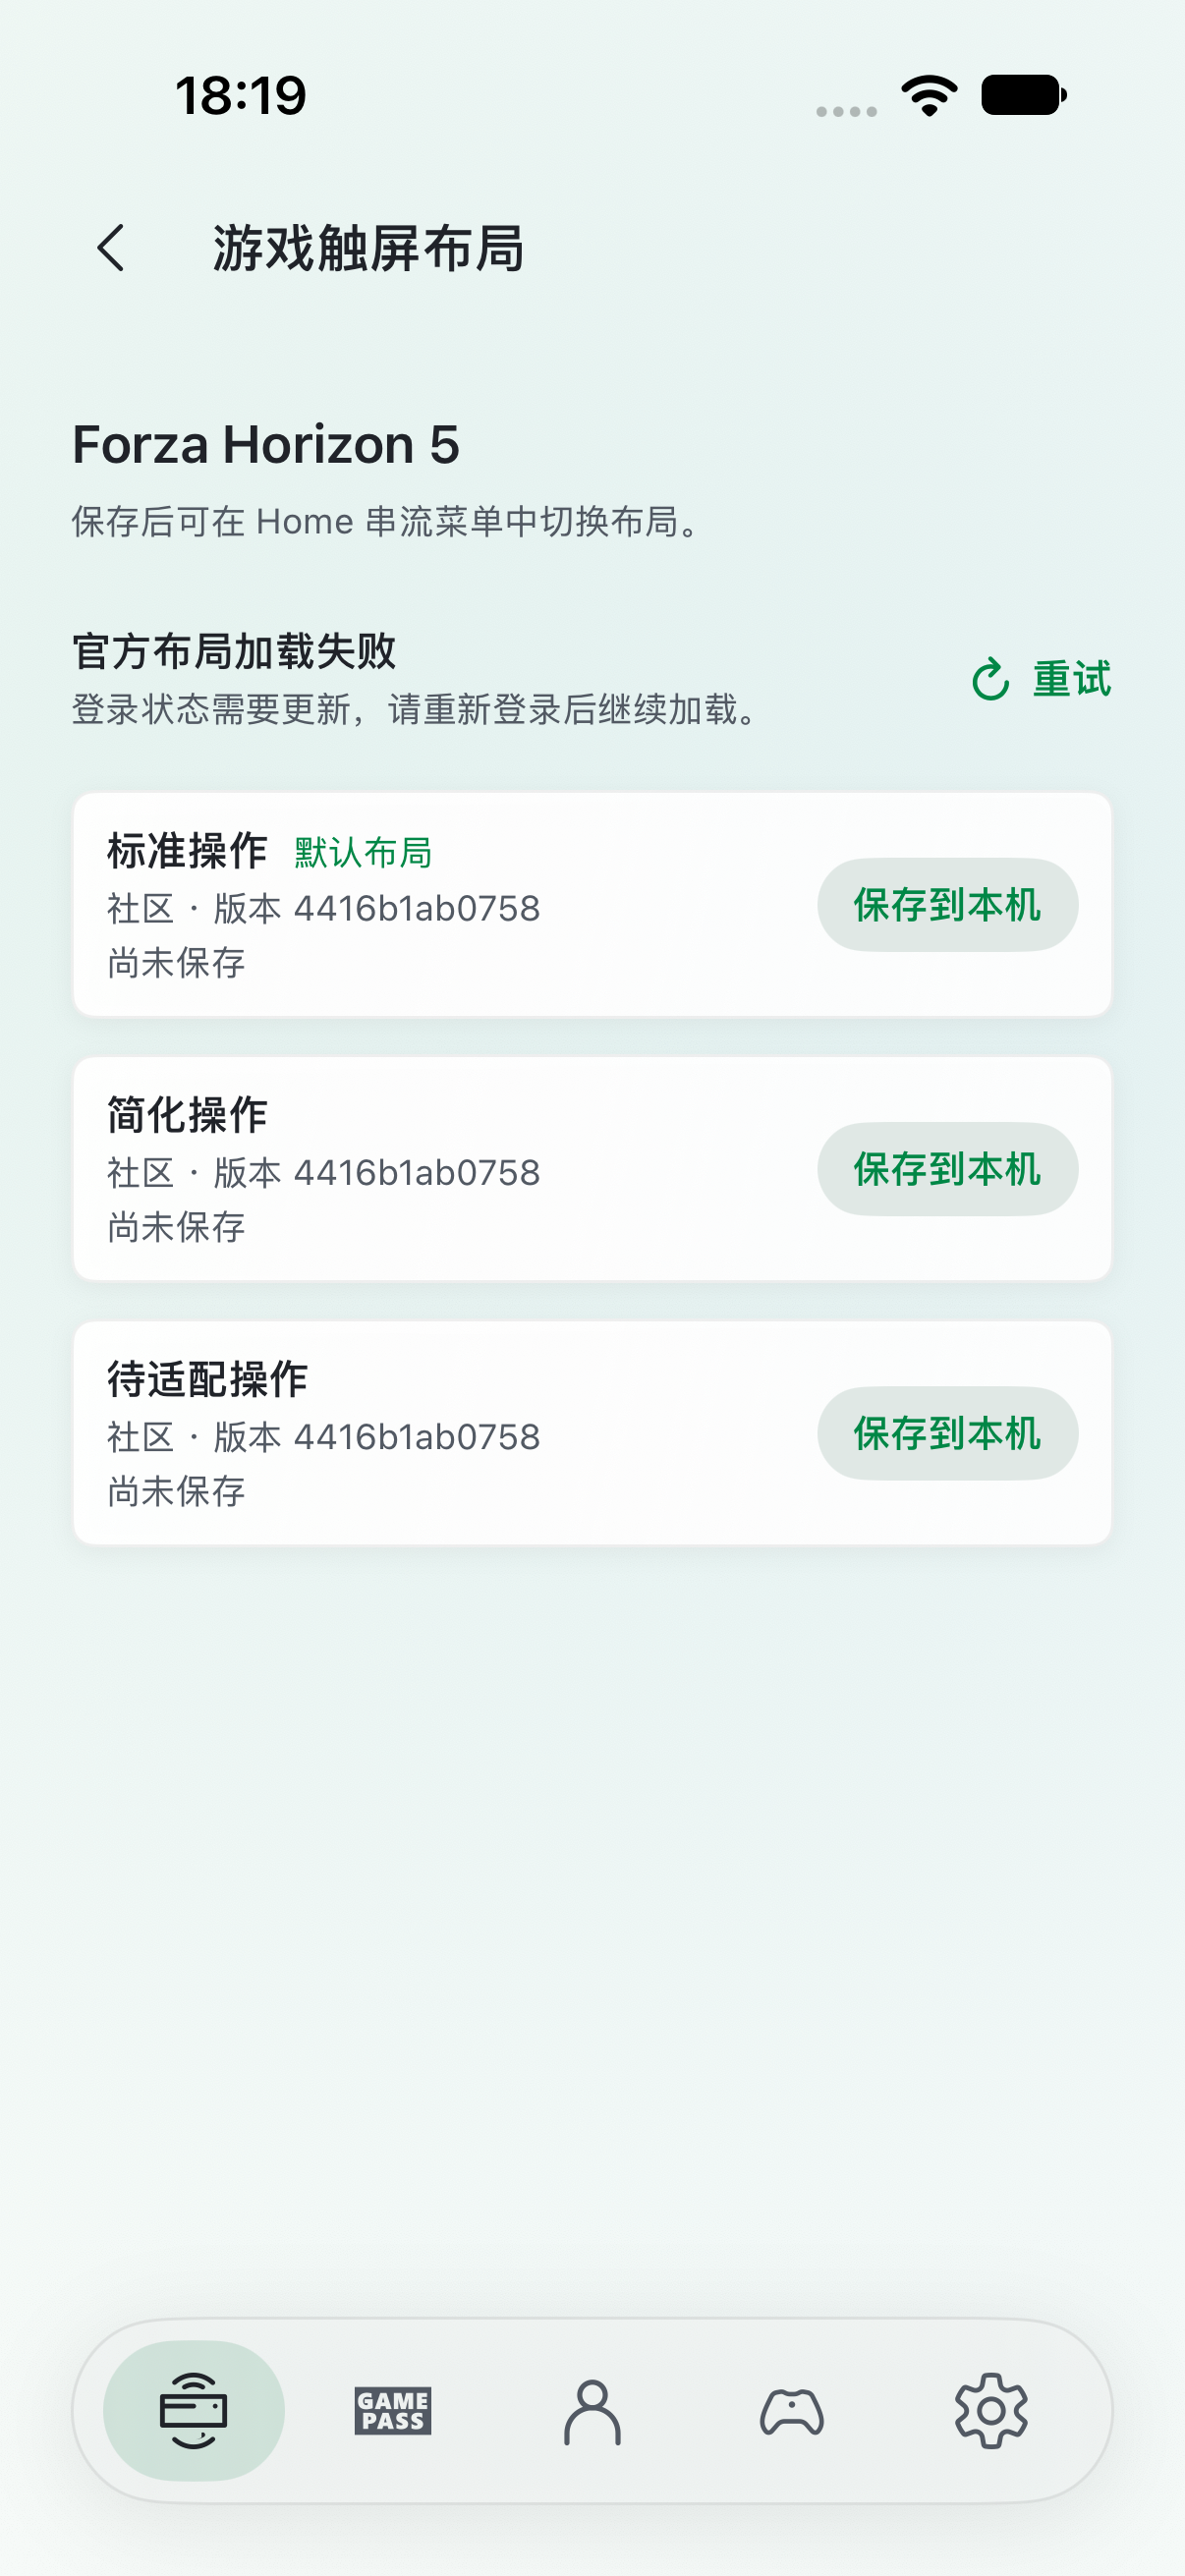 18:19
游戏触屏布局
Forza Horizon 5
保存后可在 Home 串流菜单中切换布局。
官方布局加载失败
登录状态需要更新，请重新登录后继续加载。
重试
标准操作 默认布局
社区 · 版本 4416b1ab0758
尚未保存
保存到本机
简化操作
社区 · 版本 4416b1ab0758
尚未保存
保存到本机
待适配操作
社区 · 版本 4416b1ab0758
尚未保存
保存到本机
GAME
PASS